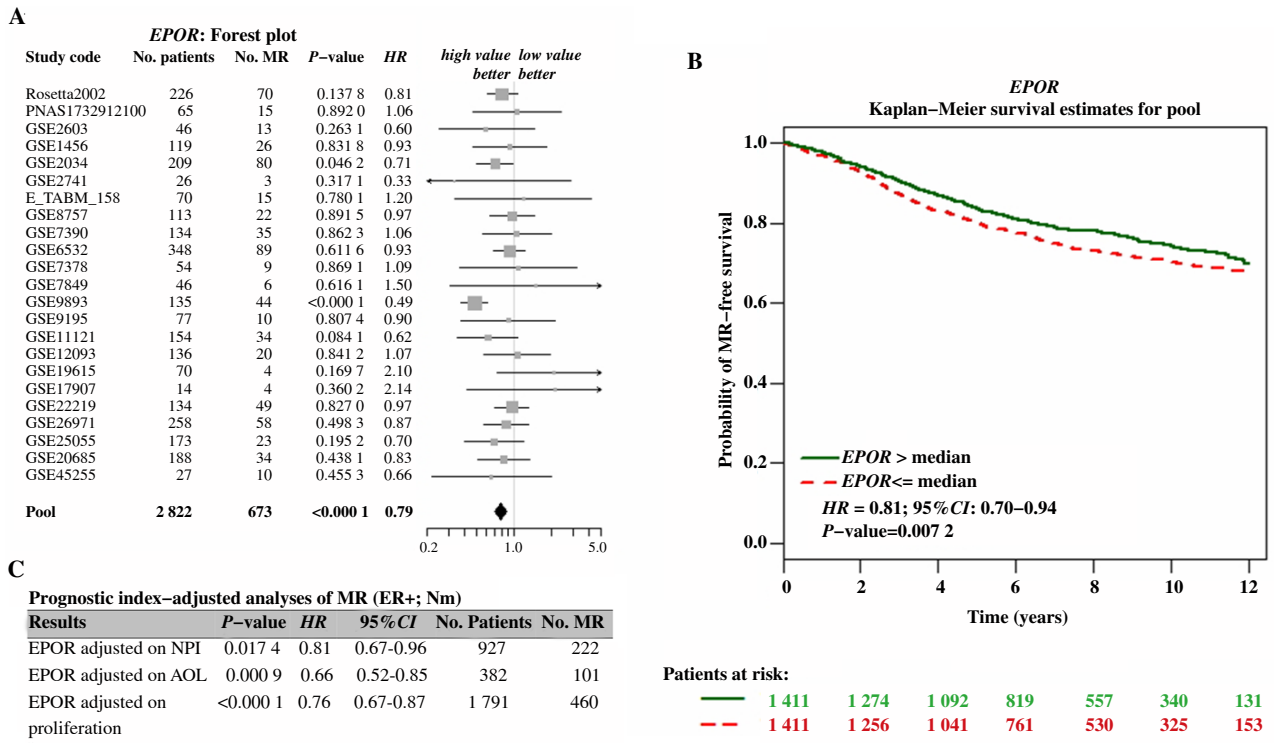 A
EPOR: Forest plot
Study code No. patients No. MR P−value HR high value better low value better
Rosetta2002 226 70 0.137 8 0.81
PNAS1732912100 65 15 0.892 0 1.06
GSE2603 46 13 0.263 1 0.60
GSE1456 119 26 0.831 8 0.93
GSE2034 209 80 0.046 2 0.71
GSE2741 26 3 0.317 1 0.33
E_TABM_158 70 15 0.780 1 1.20
GSE8757 113 22 0.891 5 0.97
GSE7390 134 35 0.862 3 1.06
GSE6532 348 89 0.611 6 0.93
GSE7378 54 9 0.869 1 1.09
GSE7849 46 6 0.616 1 1.50
GSE9893 135 44 <0.000 1 0.49
GSE9195 77 10 0.807 4 0.90
GSE11121 154 34 0.084 1 0.62
GSE12093 136 20 0.841 2 1.07
GSE19615 70 4 0.169 7 2.10
GSE17907 14 4 0.360 2 2.14
GSE22219 134 49 0.827 0 0.97
GSE26971 258 58 0.498 3 0.87
GSE25055 173 23 0.195 2 0.70
GSE20685 188 34 0.438 1 0.83
GSE45255 27 10 0.455 3 0.66
Pool 2 822 673 <0.000 1 0.79
0.2 1.0 5.0
B
EPOR
Kaplan−Meier survival estimates for pool
Probability of MR−free survival
1.0
0.8
0.6
0.4
0.2
0.0
EPOR > median
EPOR<= median
HR = 0.81; 95%CI: 0.70−0.94
P−value=0.007 2
0 2 4 6 8 10 12
Time (years)
Patients at risk:
1 411 1 274 1 092 819 557 340 131
1 411 1 256 1 041 761 530 325 153
C
Prognostic index−adjusted analyses of MR (ER+; Nm)
Results P−value HR 95%CI No. Patients No. MR
EPOR adjusted on NPI 0.017 4 0.81 0.67-0.96 927 222
EPOR adjusted on AOL 0.000 9 0.66 0.52-0.85 382 101
EPOR adjusted on <0.000 1 0.76 0.67-0.87 1 791 460
proliferation